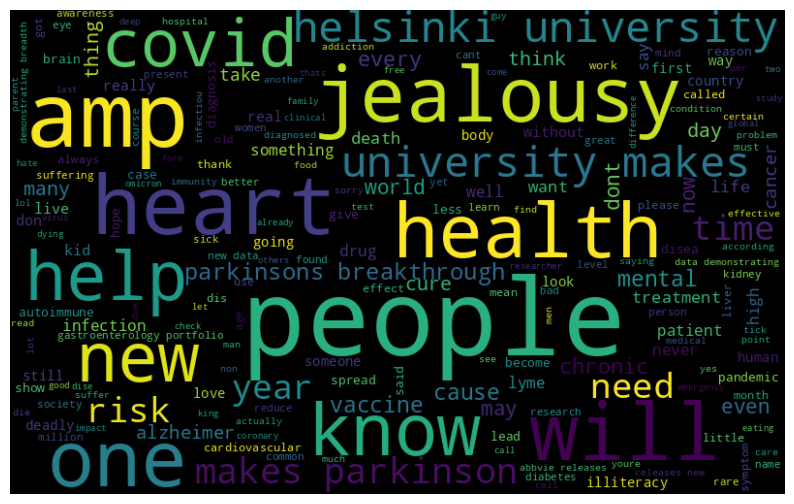 awareness deep hospital guy
helsinki university
covid
addiction
thing
eye
got
take every think say mind reason
cant thats free come work per two
brain
way
parent
last
demonstrating breadth
course
really
present another
diagnosis
first
country
amp
jealousy
infectiou
real
family
women clinical
diagnosed
called certain global study
condition
old
something
death
body
without
great
difference
day
problem
must
hate
always
form
thank
food
university makes
suffering
case
omicron immunity
lol
virus
many
better
sorry yet
world
well
want
dont
now
life
cancer
live
don
hope
heart
test
less learn find
please
effective
dying
already
give
health
time
kid
sick
going
drug
disea
according
new data
others found
researcher level saying data demonstrating
help
parkinsons breakthrough
use
cure
look
mental
kidney
dis
effect
mean bad
person
liver
high
autoimmune
let
age
due
treatment
read
infection
check
men
patient
medical
tick
point
lot
gastroenterology portfolio
man
people
never
human
new
still
someone
see
become
chronic
yes
show good dise
love
spread
said
year
cause
lyme
need
pandemic
suffer
non
month
society
king
reduce
vaccine
may
even
risk
die
deadly
alzheimer
actually
know
research
will
little
million
impact
cardiovascular
coronary
lead
call
eating
emergency
one
common
much
abbvie releases
youre
care
name
symptom
makes parkinson
diabetes
cell
illiteracy
releases new
rare